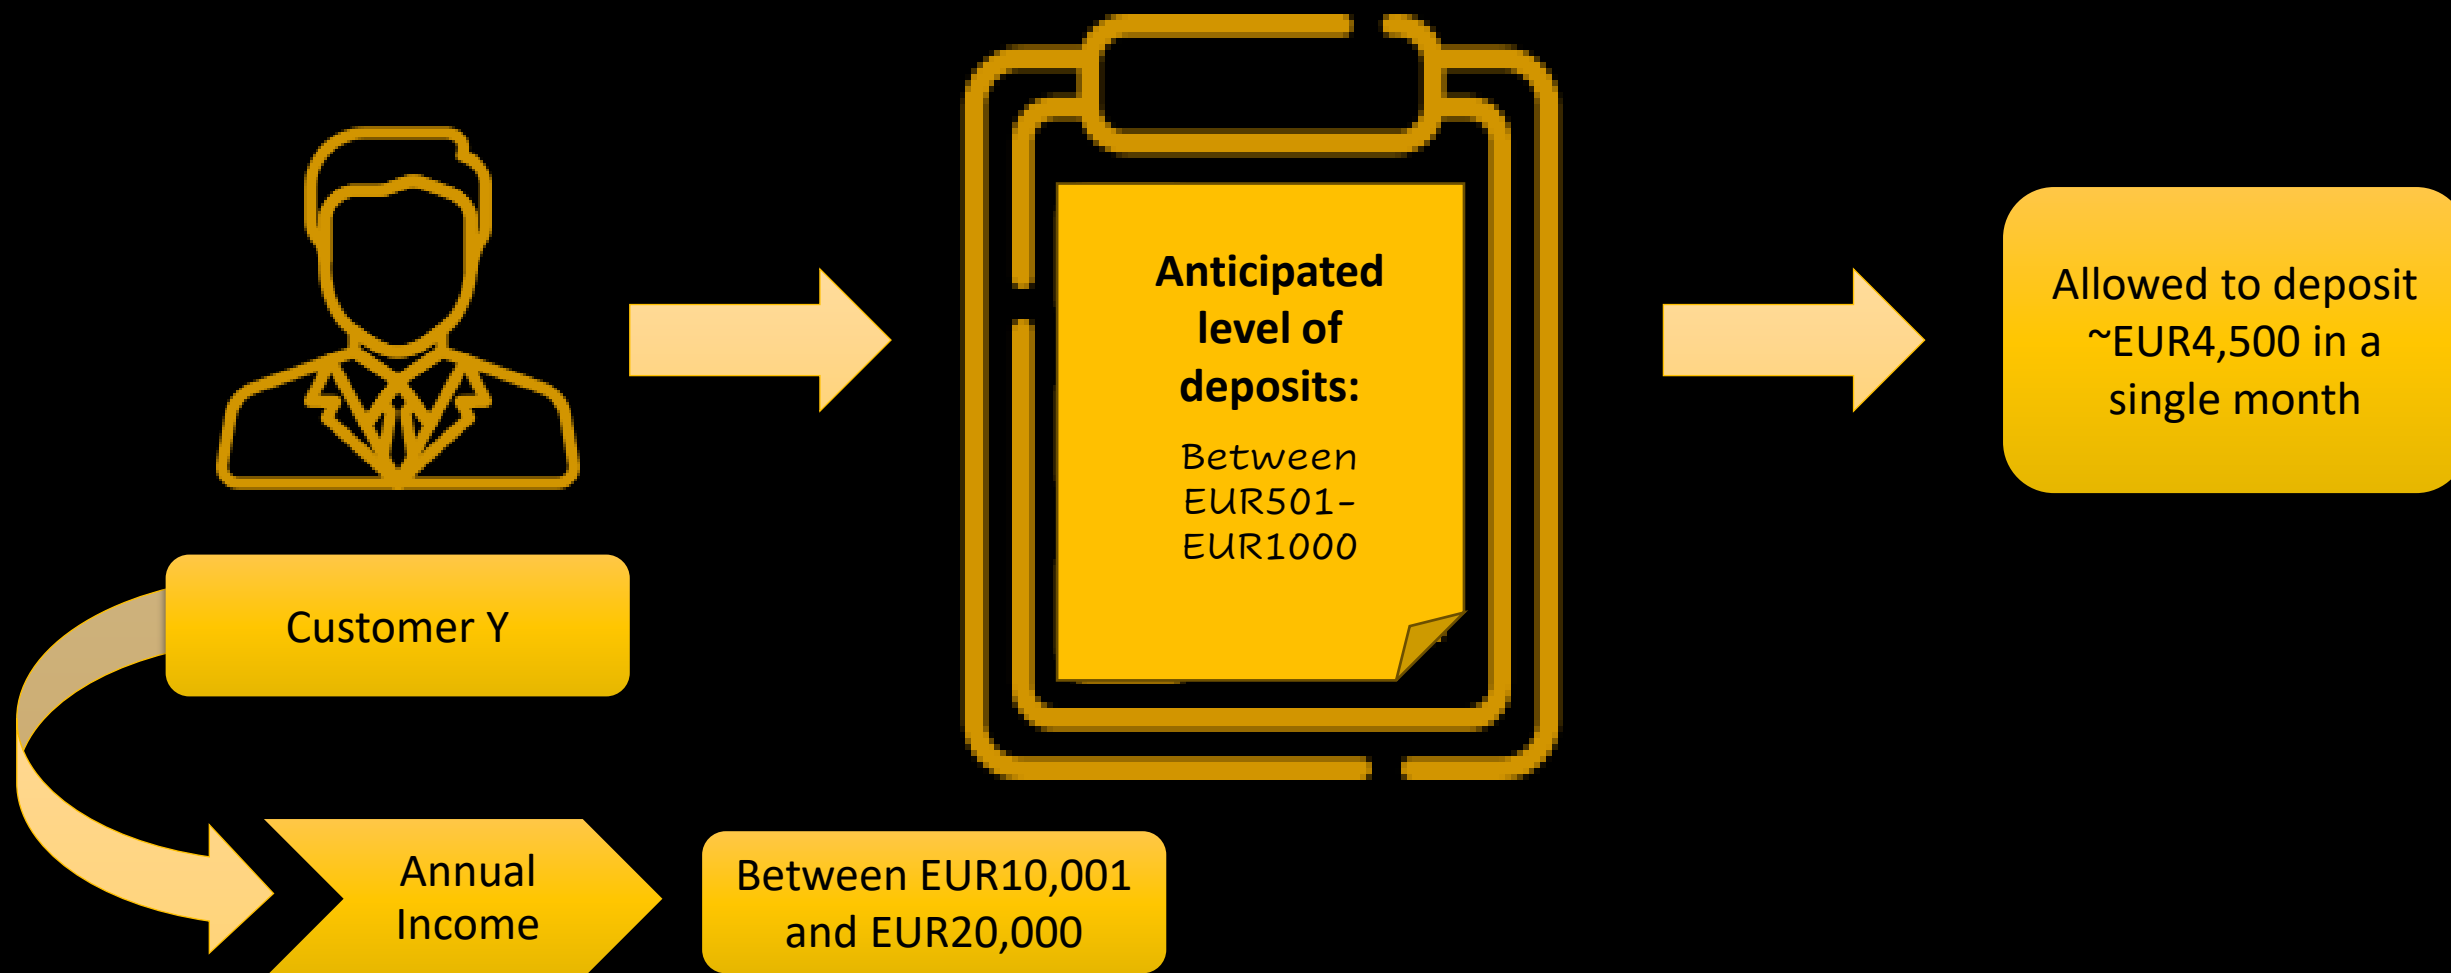 Anticipated
level of
deposits:
Between
EUR501-
EUR1000
Allowed to deposit
~EUR4,500 in a
single month
Customer Y
Annual
Income
Between EUR10,001
and EUR20,000